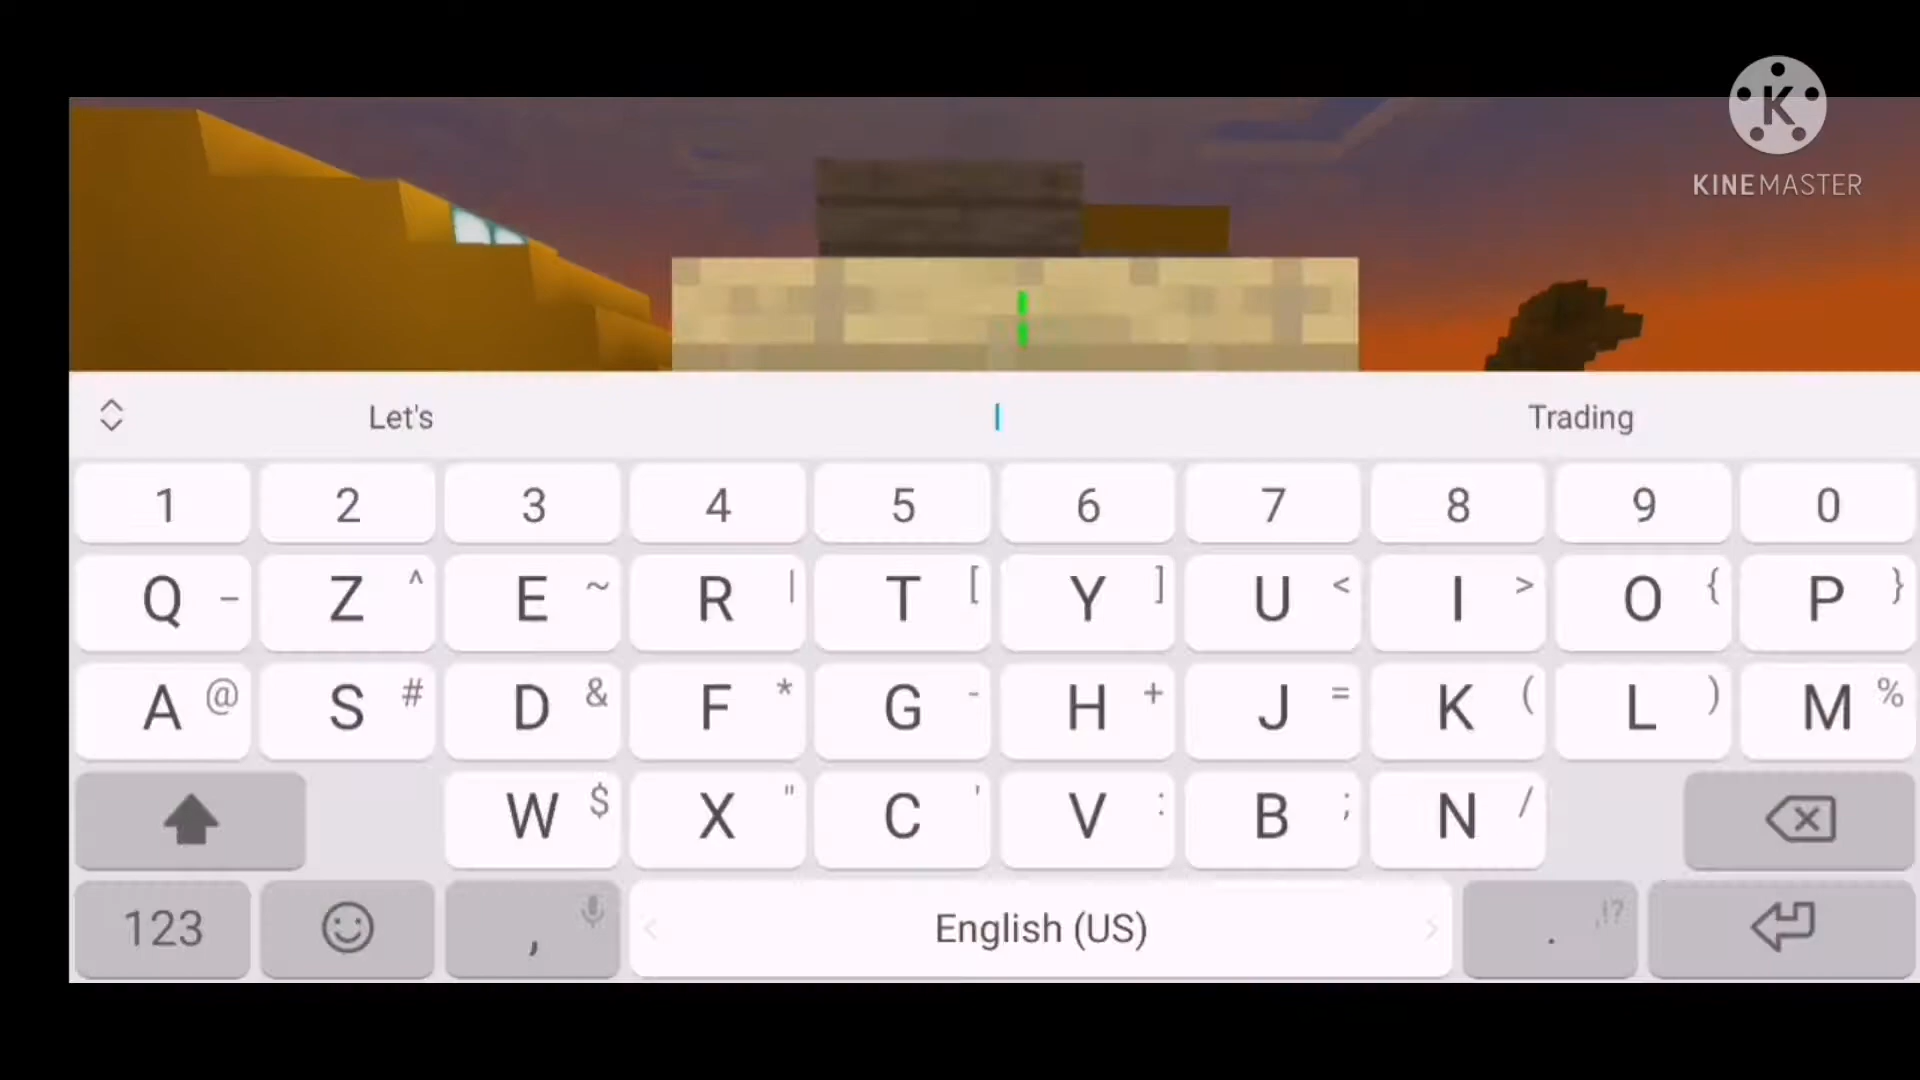 K
KINEMASTER
Let's I Trading
1 2 3 4 5 6 7 8 9 0
Q _ Z ^ E ~ R | T [ Y ] U < I > O { P }
A @ S # D & F * G - H + J = K ( L ) M %
W $ X " C ' V : B ; N /
123 , English (US) . ,!?